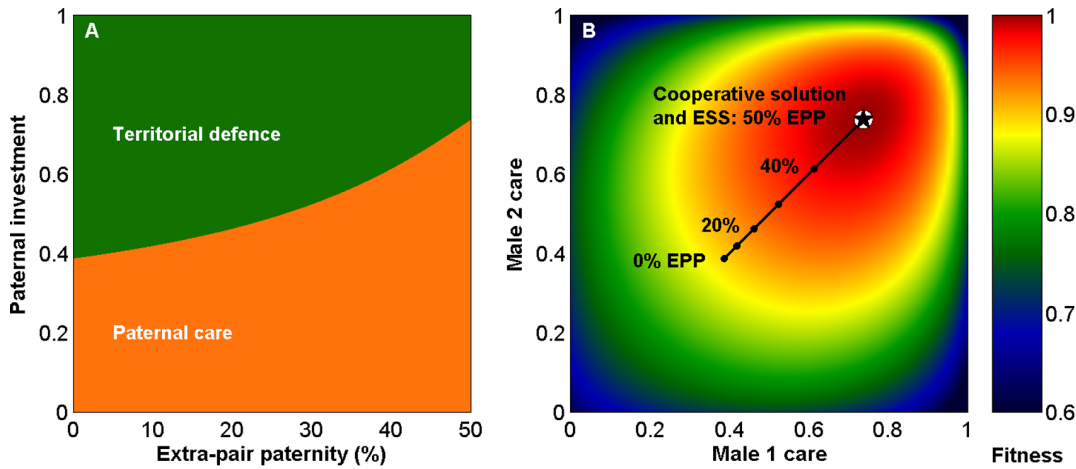 A
Territorial defence
Paternal care
Paternal investment
1
0.8
0.6
0.4
0.2
0
0 10 20 30 40 50
Extra-pair paternity (%)
B
Cooperative solution
and ESS: 50% EPP
40%
20%
0% EPP
Male 2 care
1
0.8
0.6
0.4
0.2
0
0 0.2 0.4 0.6 0.8 1
Male 1 care
1
0.9
0.8
0.7
0.6
Fitness